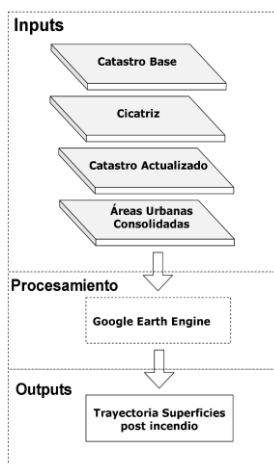 Inputs
Catastro Base
Cicatriz
Catastro Actualizado
Áreas Urbanas
Consolidadas
Procesamiento
Google Earth Engine
Outputs
Trayectoria Superficies
post incendio